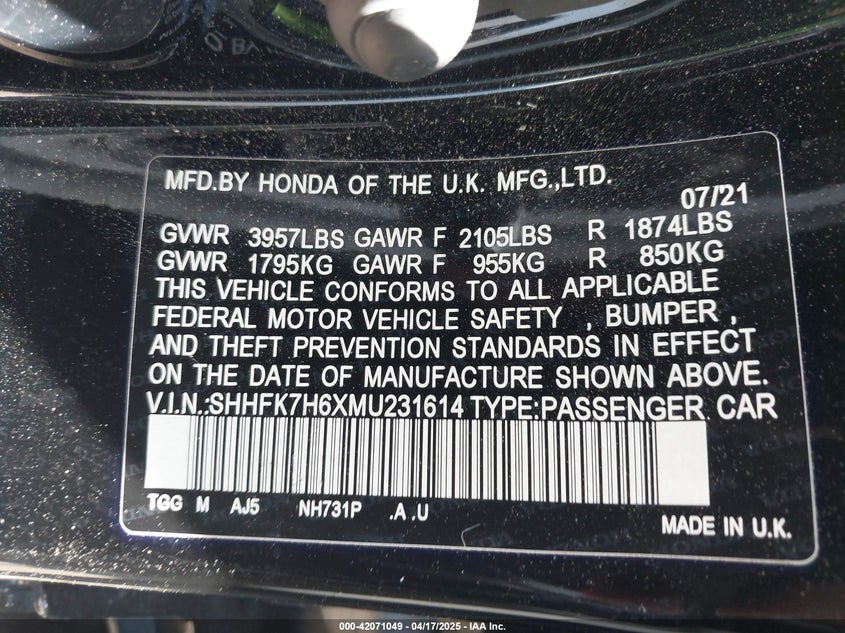 MFD.BY HONDA OF THE U.K. MFG.,LTD.
07/21
GVWR 3957LBS GAWR F 2105LBS R 1874LBS
GVWR 1795KG GAWR F 955KG R 850KG
THIS VEHICLE CONFORMS TO ALL APPLICABLE
FEDERAL MOTOR VEHICLE SAFETY , BUMPER ,
AND THEFT PREVENTION STANDARDS IN EFFECT
ON THE DATE OF MANUFACTURE SHOWN ABOVE.
V.I.N.:SHHFK7H6XMU231614 TYPE:PASSENGER CAR
TGG M AJ5 NH731P .A .U
MADE IN U.K.
000-42071049 - 04/17/2025 - IAA Inc.